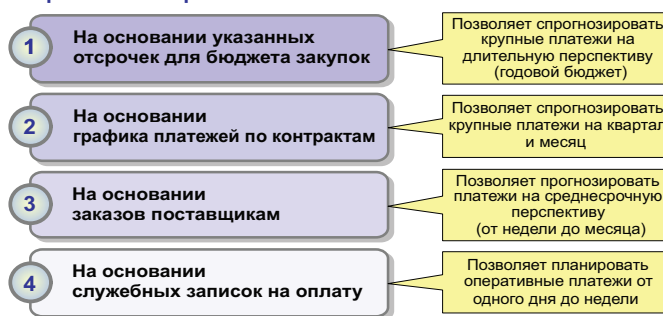 1
На основании указанных
отсрочек для бюджета закупок
Позволяет спрогнозировать
крупные платежи на
длительную перспективу
(годовой бюджет)
2
На основании
графика платежей по контрактам
Позволяет спрогнозировать
крупные платежи на квартал
и месяц
3
На основании
заказов поставщикам
Позволяет прогнозировать
платежи на среднесрочную
перспективу
(от недели до месяца)
4
На основании
служебных записок на оплату
Позволяет планировать
оперативные платежи от
одного дня до недели